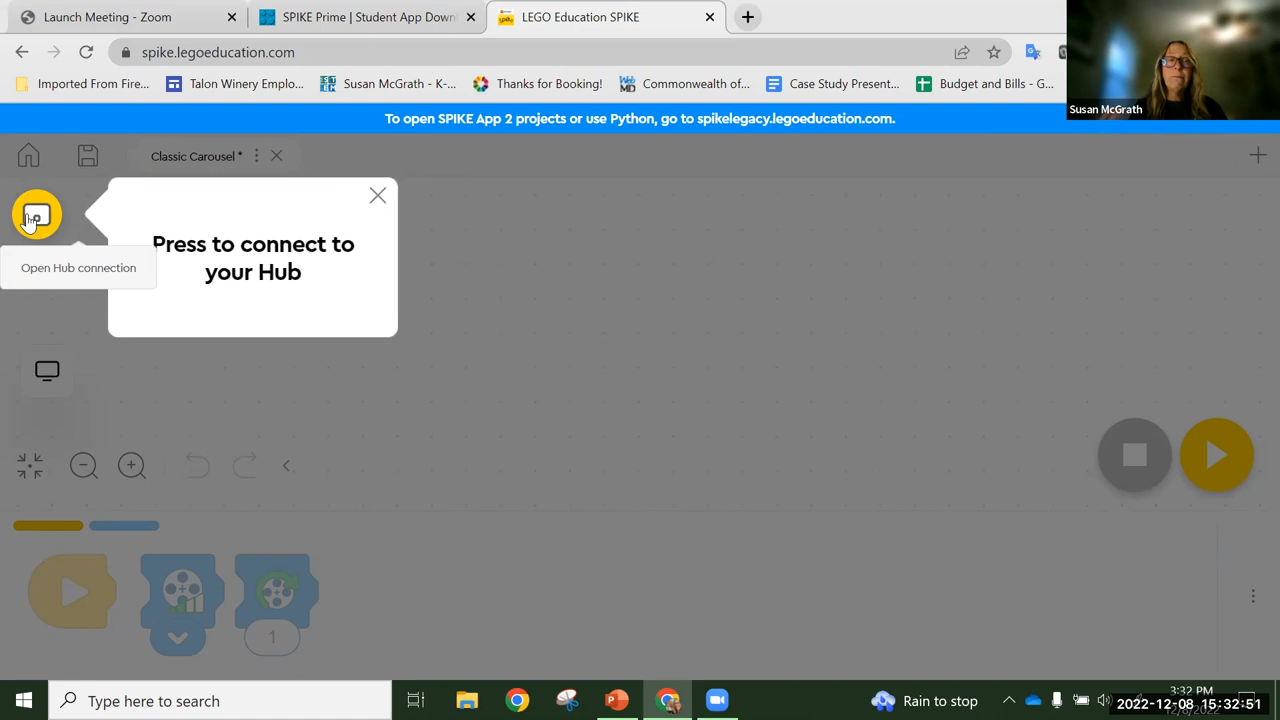 Launch Meeting - Zoom
SPIKE Prime | Student App Down
LEGO Education SPIKE
spike.legoeducation.com
Imported From Fire...
Talon Winery Emplo...
Susan McGrath - K-...
Thanks for Booking!
Commonwealth of...
Case Study Present...
Budget and Bills - G...
Susan McGrath
To open SPIKE App 2 projects or use Python, go to spikelegacy.legoeducation.com.
Classic Carousel *
Press to connect to
your Hub
Open Hub connection
1
Type here to search
Rain to stop
3:32 PM
2022-12-08 15:32:51